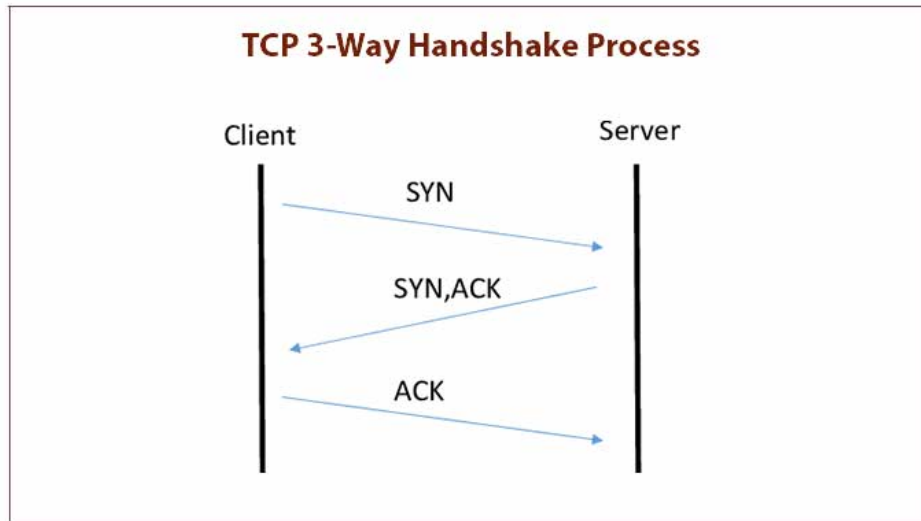 TCP 3-Way Handshake Process
Client
Server
SYN
SYN,ACK
ACK